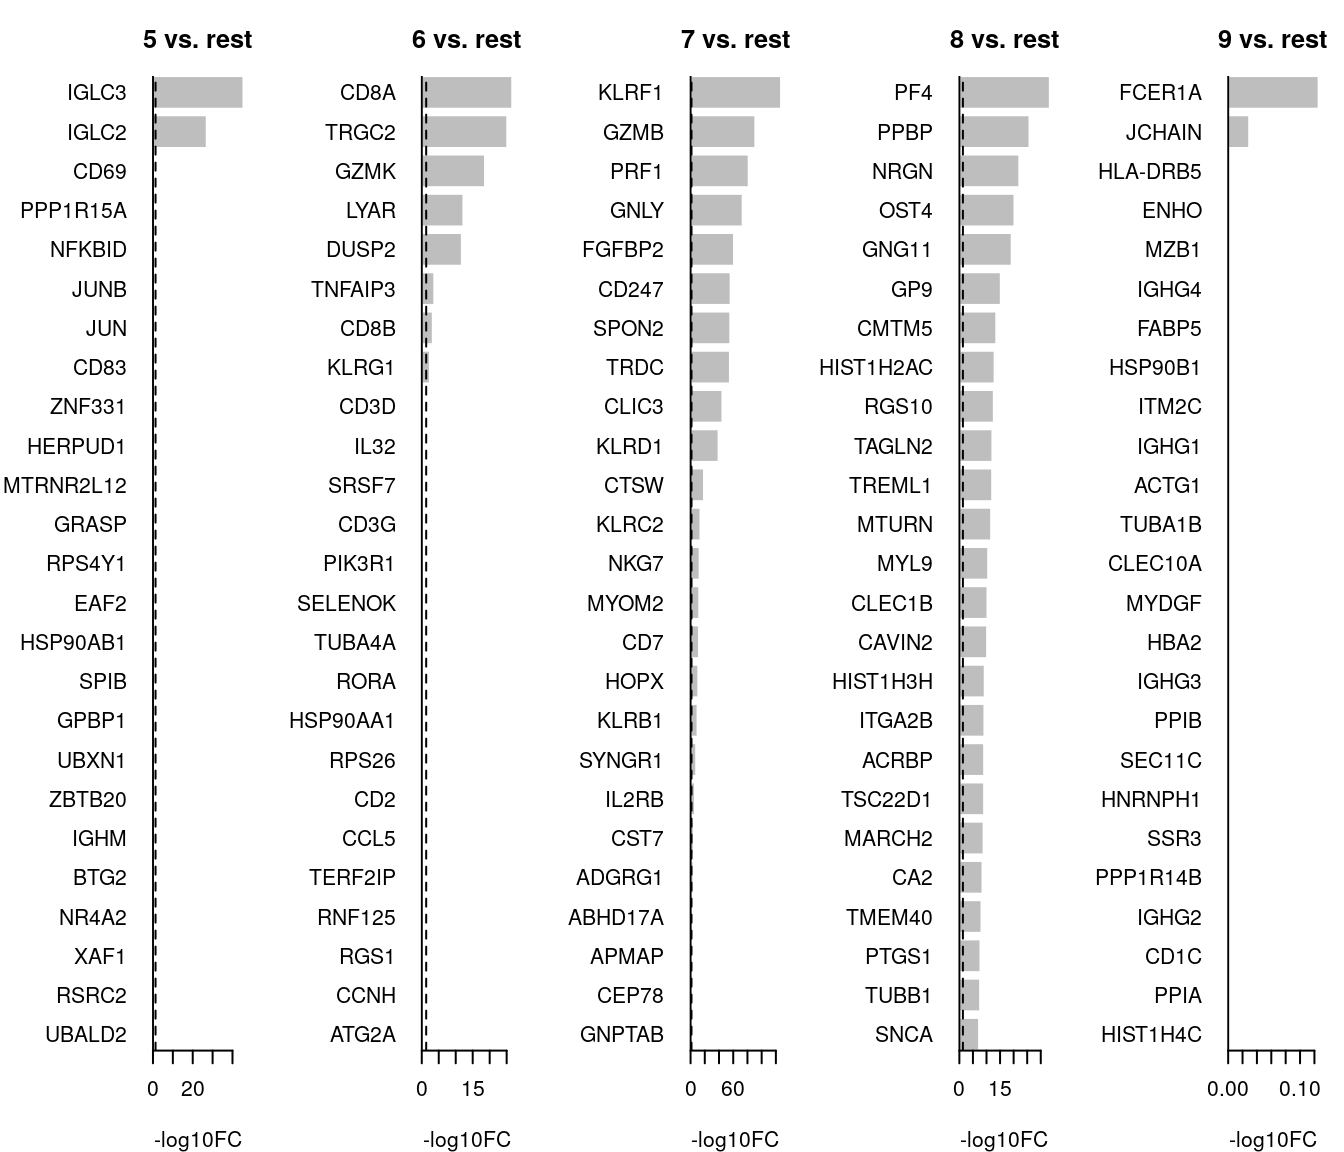 5 vs. rest
IGLC3
IGLC2
CD69
PPP1R15A
NFKBID
JUNB
JUN
CD83
ZNF331
HERPUD1
MTRNR2L12
GRASP
RPS4Y1
EAF2
HSP90AB1
SPIB
GPBP1
UBXN1
ZBTB20
IGHM
BTG2
NR4A2
XAF1
RSRC2
UBALD2
0 20
-log10FC
6 vs. rest
CD8A
TRGC2
GZMK
LYAR
DUSP2
TNFAIP3
CD8B
KLRG1
CD3D
IL32
SRSF7
CD3G
PIK3R1
SELENOK
TUBA4A
RORA
HSP90AA1
RPS26
CD2
CCL5
TERF2IP
RNF125
RGS1
CCNH
ATG2A
0 15
-log10FC
7 vs. rest
KLRF1
GZMB
PRF1
GNLY
FGFBP2
CD247
SPON2
TRDC
CLIC3
KLRD1
CTSW
KLRC2
NKG7
MYOM2
CD7
HOPX
KLRB1
SYNGR1
IL2RB
CST7
ADGRG1
ABHD17A
APMAP
CEP78
GNPTAB
0 60
-log10FC
8 vs. rest
PF4
PPBP
NRGN
OST4
GNG11
GP9
CMTM5
HIST1H2AC
RGS10
TAGLN2
TREML1
MTURN
MYL9
CLEC1B
CAVIN2
HIST1H3H
ITGA2B
ACRBP
TSC22D1
MARCH2
CA2
TMEM40
PTGS1
TUBB1
SNCA
0 15
-log10FC
9 vs. rest
FCER1A
JCHAIN
HLA-DRB5
ENHO
MZB1
IGHG4
FABP5
HSP90B1
ITM2C
IGHG1
ACTG1
TUBA1B
CLEC10A
MYDGF
HBA2
IGHG3
PPIB
SEC11C
HNRNPH1
SSR3
PPP1R14B
IGHG2
CD1C
PPIA
HIST1H4C
0.00 0.10
-log10FC